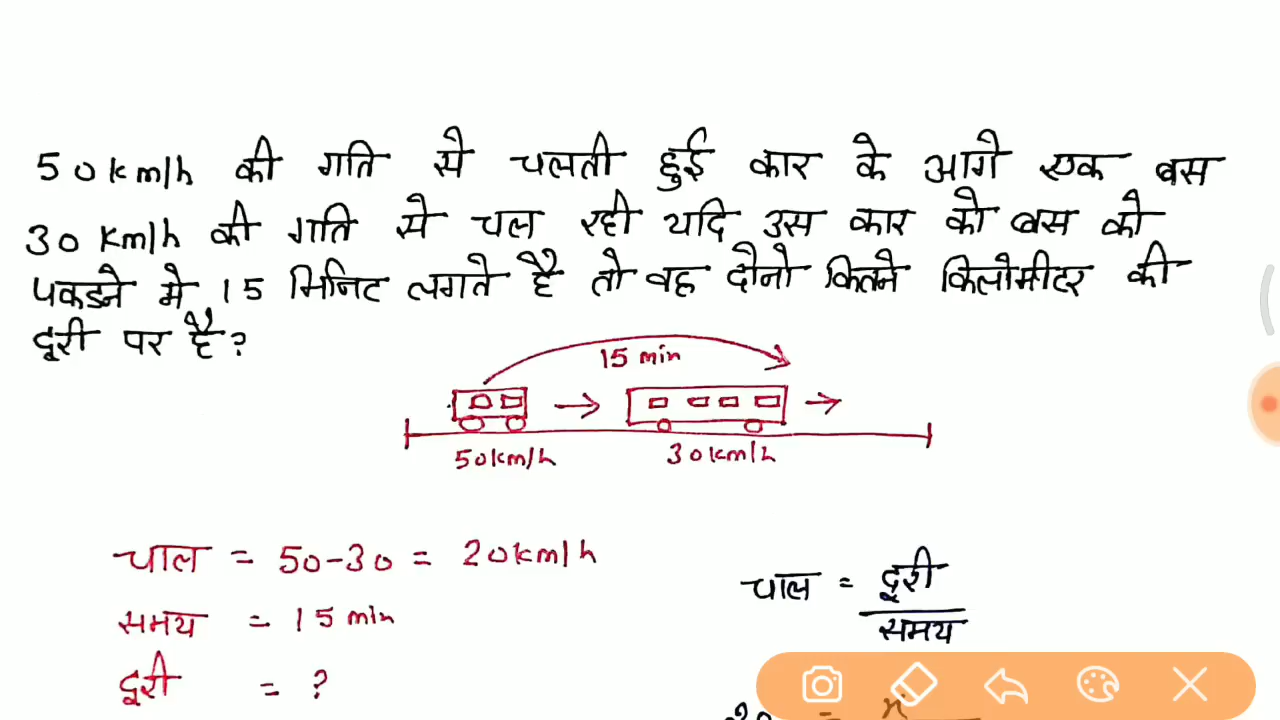 50km/h की गति से चलती हुई कार के आगे एक बस
30 Km/h की गति से चल रही यदि उस कार को बस को
पकडने मे 15 मिनिट लगते है तो वह दोनो कितने किलोमीटर की
दूरी पर है?
15 min
50km/h 30km/h
चाल = 50-30 = 20km/h
चाल = दूरी
समय
समय = 15 min
दूरी = ?